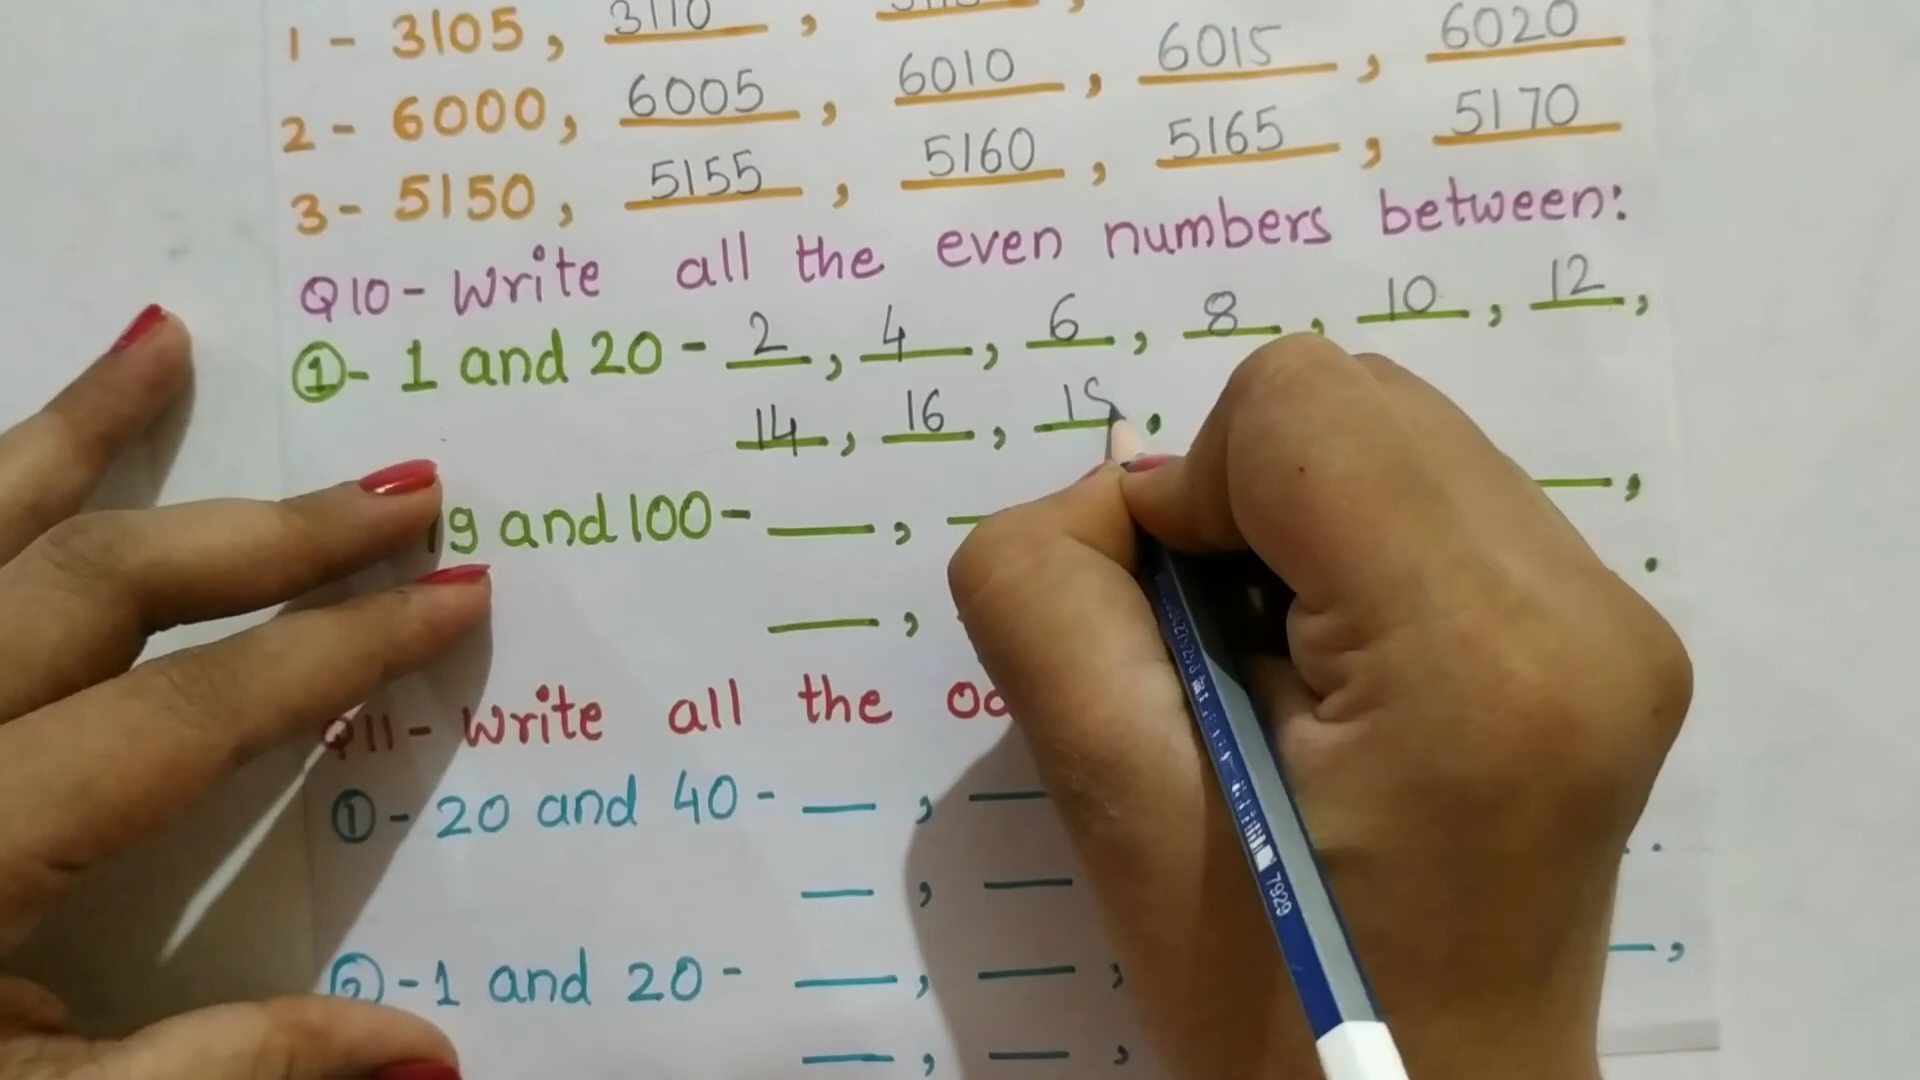 1 - 3105, 3110,
2 - 6000, 6005, 6010, 6015, 6020
3 - 5150, 5155, 5160, 5165, 5170
Q10 - Write all the even numbers between:
①- 1 and 20 - 2, 4, 6, 8, 10, 12,
14, 16,
and 100 -
Q11 - Write all the
①- 20 and 40 -
②-1 and 20 -
7929